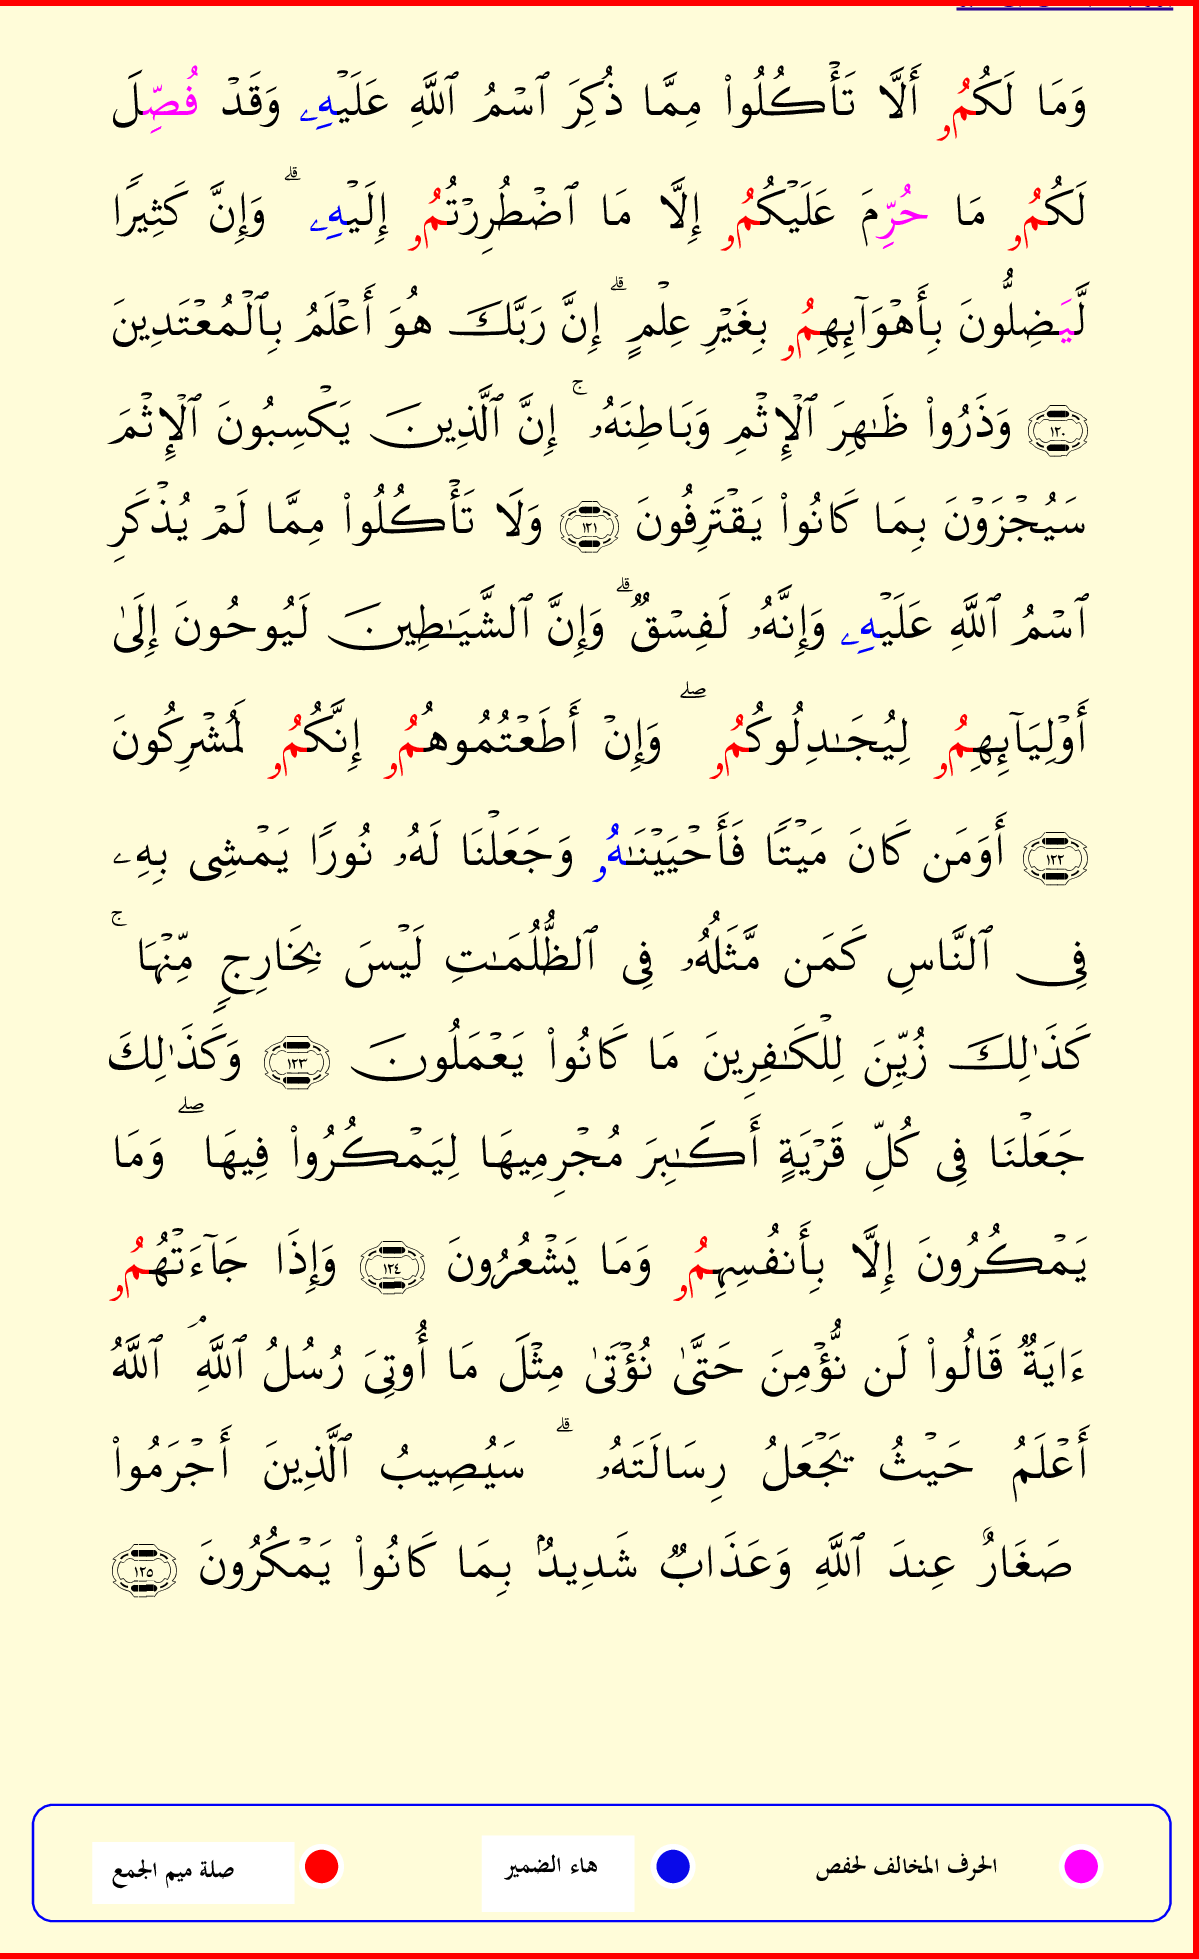 وَمَا لَكُمُۥ أَلَّا تَأۡكُلُواْ مِمَّا ذُكِرَ ٱسۡمُ ٱللَّهِ عَلَيۡهِۦ وَقَدۡ فُصِّلَ
لَكُمُۥ مَا حُرِّمَ عَلَيۡكُمُۥ إِلَّا مَا ٱضۡطُرِرۡتُمُۥ إِلَيۡهِۦۗ وَإِنَّ كَثِيرٗا
لَّيَضِلُّونَ بِأَهۡوَآئِهِمُۥ بِغَيۡرِ عِلۡمٍۗ إِنَّ رَبَّكَ هُوَ أَعۡلَمُ بِٱلۡمُعۡتَدِينَ
١٢٠ وَذَرُواْ ظَٰهِرَ ٱلۡإِثۡمِ وَبَاطِنَهُۥٓۚ إِنَّ ٱلَّذِينَ يَكۡسِبُونَ ٱلۡإِثۡمَ
سَيُجۡزَوۡنَ بِمَا كَانُواْ يَقۡتَرِفُونَ ١٢١ وَلَا تَأۡكُلُواْ مِمَّا لَمۡ يُذۡكَرِ
ٱسۡمُ ٱللَّهِ عَلَيۡهِۦ وَإِنَّهُۥ لَفِسۡقٞۗ وَإِنَّ ٱلشَّيَٰطِينَ لَيُوحُونَ إِلَىٰ
أَوۡلِيَآئِهِمُۥ لِيُجَٰدِلُوكُمُۥۖ وَإِنۡ أَطَعۡتُمُوهُمُۥ إِنَّكُمُۥ لَمُشۡرِكُونَ
١٢٢ أَوَمَن كَانَ مَيۡتٗا فَأَحۡيَيۡنَٰهُۥ وَجَعَلۡنَا لَهُۥ نُورٗا يَمۡشِي بِهِۦ
فِي ٱلنَّاسِ كَمَن مَّثَلُهُۥ فِي ٱلظُّلُمَٰتِ لَيۡسَ بِخَارِجٖ مِّنۡهَاۚ
كَذَٰلِكَ زُيِّنَ لِلۡكَٰفِرِينَ مَا كَانُواْ يَعۡمَلُونَ ١٢٣ وَكَذَٰلِكَ
جَعَلۡنَا فِي كُلِّ قَرۡيَةٍ أَكَٰبِرَ مُجۡرِمِيهَا لِيَمۡكُرُواْ فِيهَاۖ وَمَا
يَمۡكُرُونَ إِلَّا بِأَنفُسِهِمُۥ وَمَا يَشۡعُرُونَ ١٢٤ وَإِذَا جَآءَتۡهُمُۥ
ءَايَةٞ قَالُواْ لَن نُّؤۡمِنَ حَتَّىٰ نُؤۡتَىٰ مِثۡلَ مَا أُوتِيَ رُسُلُ ٱللَّهِۘ ٱللَّهُ
أَعۡلَمُ حَيۡثُ يَجۡعَلُ رِسَالَتَهُۥۗ سَيُصِيبُ ٱلَّذِينَ أَجۡرَمُواْ
صَغَارٌ عِندَ ٱللَّهِ وَعَذَابٞ شَدِيدُۢ بِمَا كَانُواْ يَمۡكُرُونَ ١٢٥
الحرف المخالف لحفص
هاء الضمير
صلة ميم الجمع